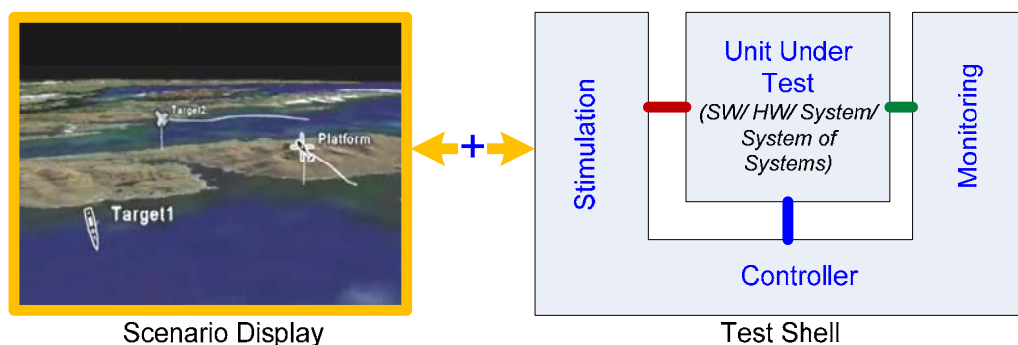 Target2
Platform
Target1
Scenario Display
+
Stimulation
Unit Under
Test
(SW/ HW/ System/
System of
Systems)
Monitoring
Controller
Test Shell